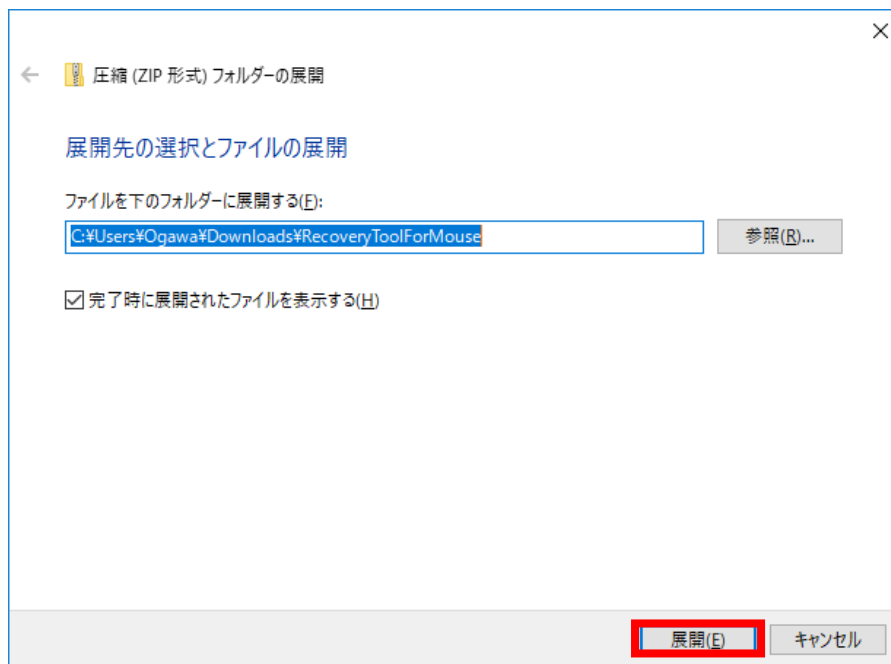 圧縮 (ZIP 形式) フォルダーの展開
展開先の選択とファイルの展開
ファイルを下のフォルダーに展開する(F):
C:¥Users¥Ogawa¥Downloads¥RecoveryToolForMouse
参照(R)...
完了時に展開されたファイルを表示する(H)
展開(E)
キャンセル